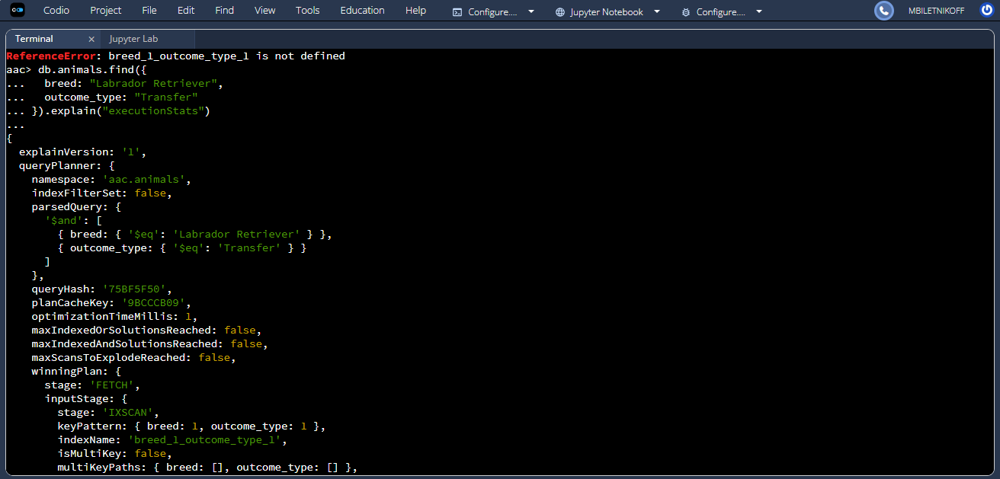 Codio Project File Edit Find View Tools Education Help Configure.... Jupyter Notebook Configure.... MBILETNIKOFF
Terminal × Jupyter Lab
ReferenceError: breed_1_outcome_type_1 is not defined
aac> db.animals.find({
...   breed: "Labrador Retriever",
...   outcome_type: "Transfer"
... }).explain("executionStats")
...
{
  explainVersion: '1',
  queryPlanner: {
    namespace: 'aac.animals',
    indexFilterSet: false,
    parsedQuery: {
      '$and': [
        { breed: { '$eq': 'Labrador Retriever' } },
        { outcome_type: { '$eq': 'Transfer' } }
      ]
    },
    queryHash: '75BF5F50',
    planCacheKey: '9BCCCB09',
    optimizationTimeMillis: 1,
    maxIndexedOrSolutionsReached: false,
    maxIndexedAndSolutionsReached: false,
    maxScansToExplodeReached: false,
    winningPlan: {
      stage: 'FETCH',
      inputStage: {
        stage: 'IXSCAN',
        keyPattern: { breed: 1, outcome_type: 1 },
        indexName: 'breed_1_outcome_type_1',
        isMultiKey: false,
        multiKeyPaths: { breed: [], outcome_type: [] },